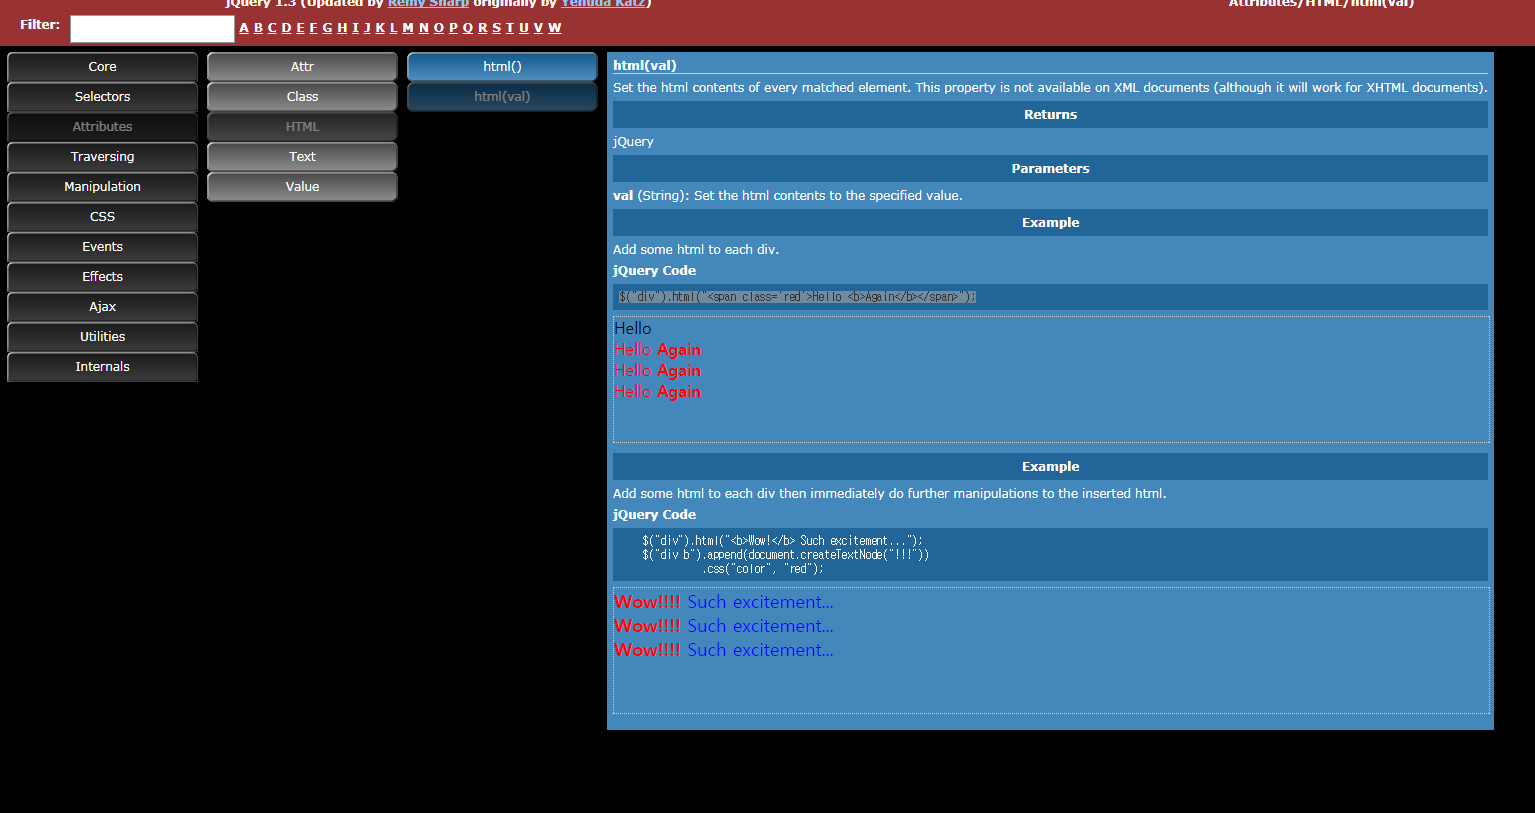 jQuery 1.3 (Updated by Remy Sharp originally by Yehuda Katz)
Attributes/HTML/html(val)
Filter:
A B C D E F G H I J K L M N O P Q R S T U V W
Core
Selectors
Attributes
Traversing
Manipulation
CSS
Events
Effects
Ajax
Utilities
Internals
Attr
Class
HTML
Text
Value
html()
html(val)
html(val)
Set the html contents of every matched element. This property is not available on XML documents (although it will work for XHTML documents).
Returns
jQuery
Parameters
val (String): Set the html contents to the specified value.
Example
Add some html to each div.
jQuery Code
$("div").html("<span class='red'>Hello <b>Again</b></span>");
Hello
Hello Again
Hello Again
Hello Again
Example
Add some html to each div then immediately do further manipulations to the inserted html.
jQuery Code
$("div").html("<b>Wow!</b> Such excitement...");
$("div b").append(document.createTextNode("!!!"))
.css("color", "red");
Wow!!!! Such excitement...
Wow!!!! Such excitement...
Wow!!!! Such excitement...